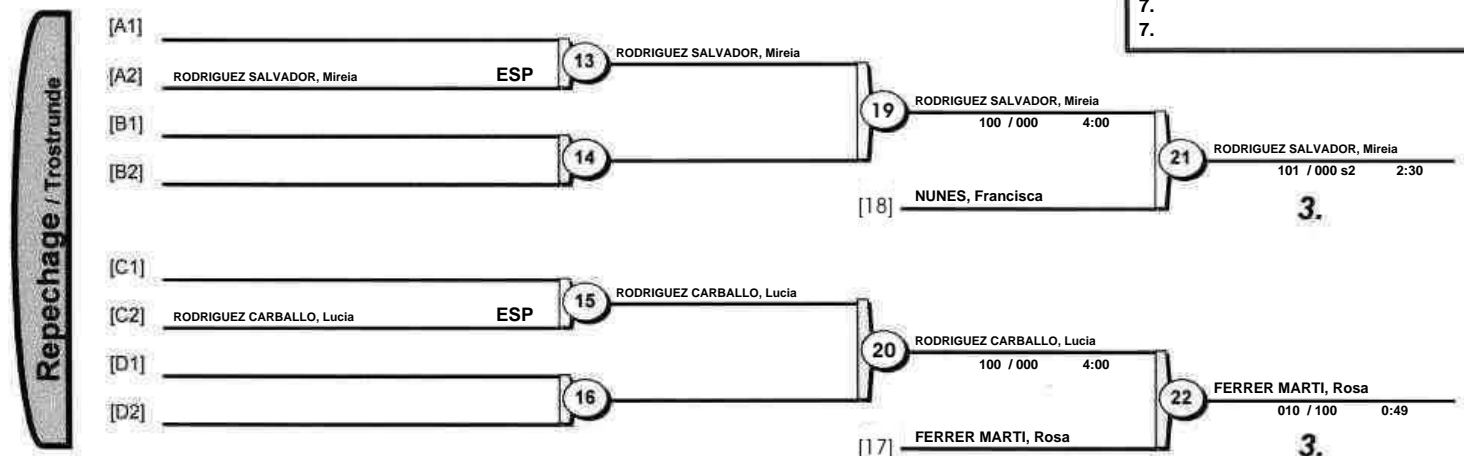 7.
7.
Repechage / Trostrunde
[A1]
[A2] RODRIGUEZ SALVADOR, Mireia ESP
13 RODRIGUEZ SALVADOR, Mireia
[B1]
[B2]
14
19 RODRIGUEZ SALVADOR, Mireia
100 / 000 4:00
[18] NUNES, Francisca
21 RODRIGUEZ SALVADOR, Mireia
101 / 000 s2 2:30
3.
[C1]
[C2] RODRIGUEZ CARBALLO, Lucia ESP
15 RODRIGUEZ CARBALLO, Lucia
[D1]
[D2]
16
20 RODRIGUEZ CARBALLO, Lucia
100 / 000 4:00
[17] FERRER MARTI, Rosa
22 FERRER MARTI, Rosa
010 / 100 0:49
3.